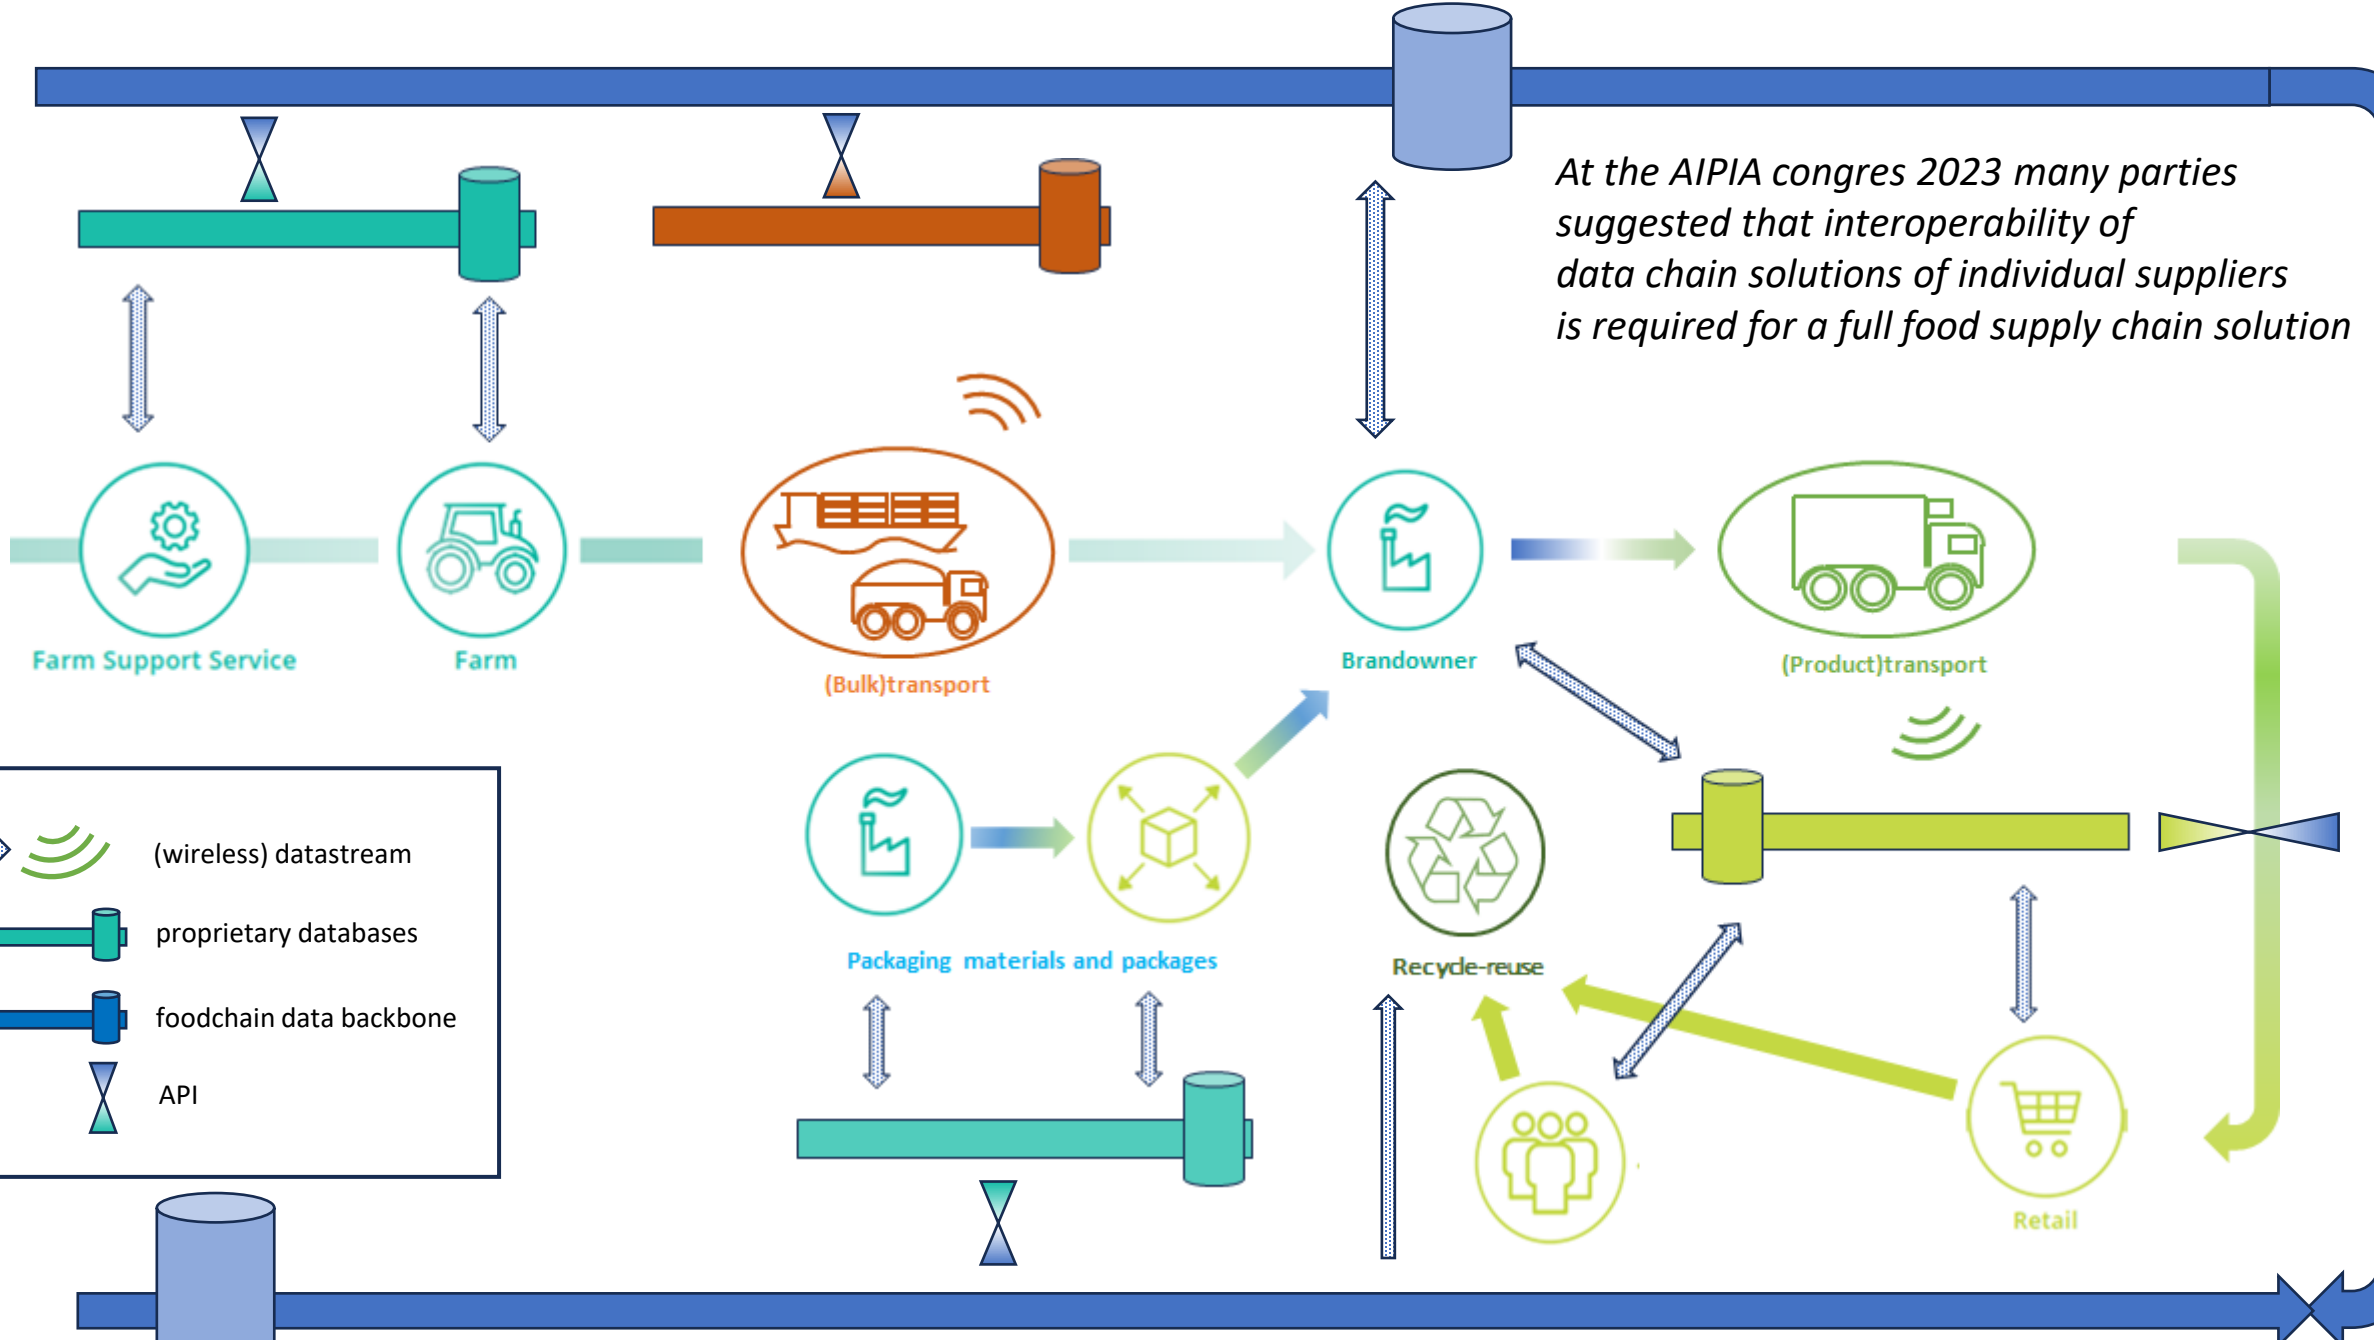 At the AIPIA congres 2023 many parties
suggested that interoperability of
data chain solutions of individual suppliers
is required for a full food supply chain solution
Farm Support Service
Farm
(Bulk)transport
Brandowner
(Product)transport
(wireless) datastream
proprietary databases
foodchain data backbone
API
Packaging materials and packages
Recycle-reuse
Retail